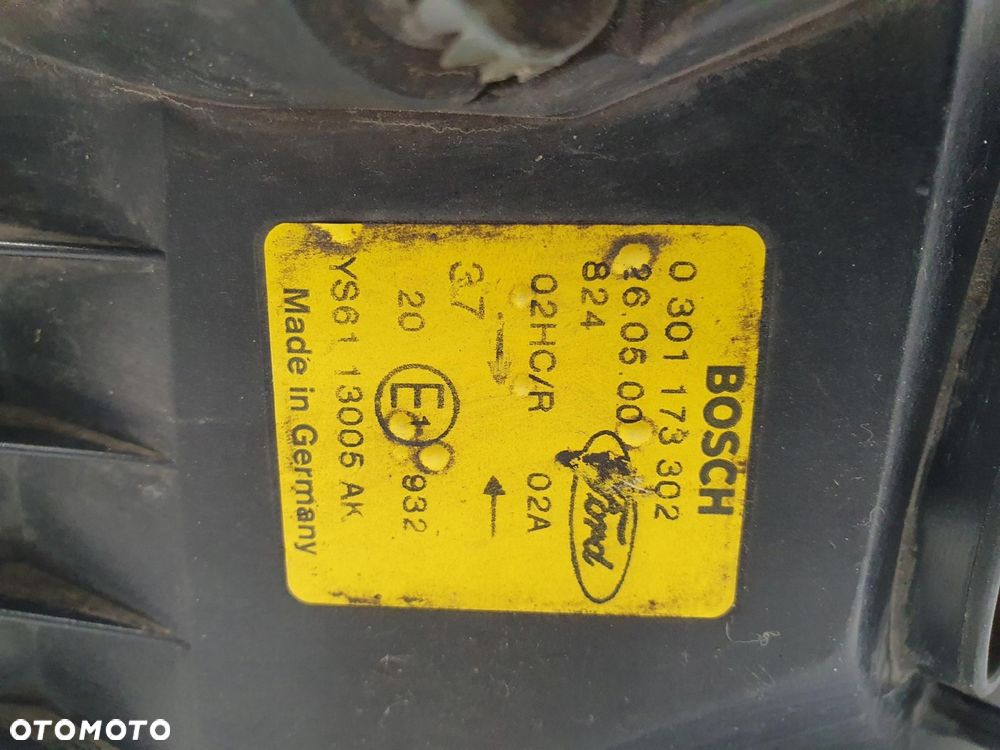 BOSCH
0 301 173 302
26.05.00
824
Ford
02HC/R 02A
37
20 E1 932
YS61 13005 AK
Made in Germany
OTOMOTO